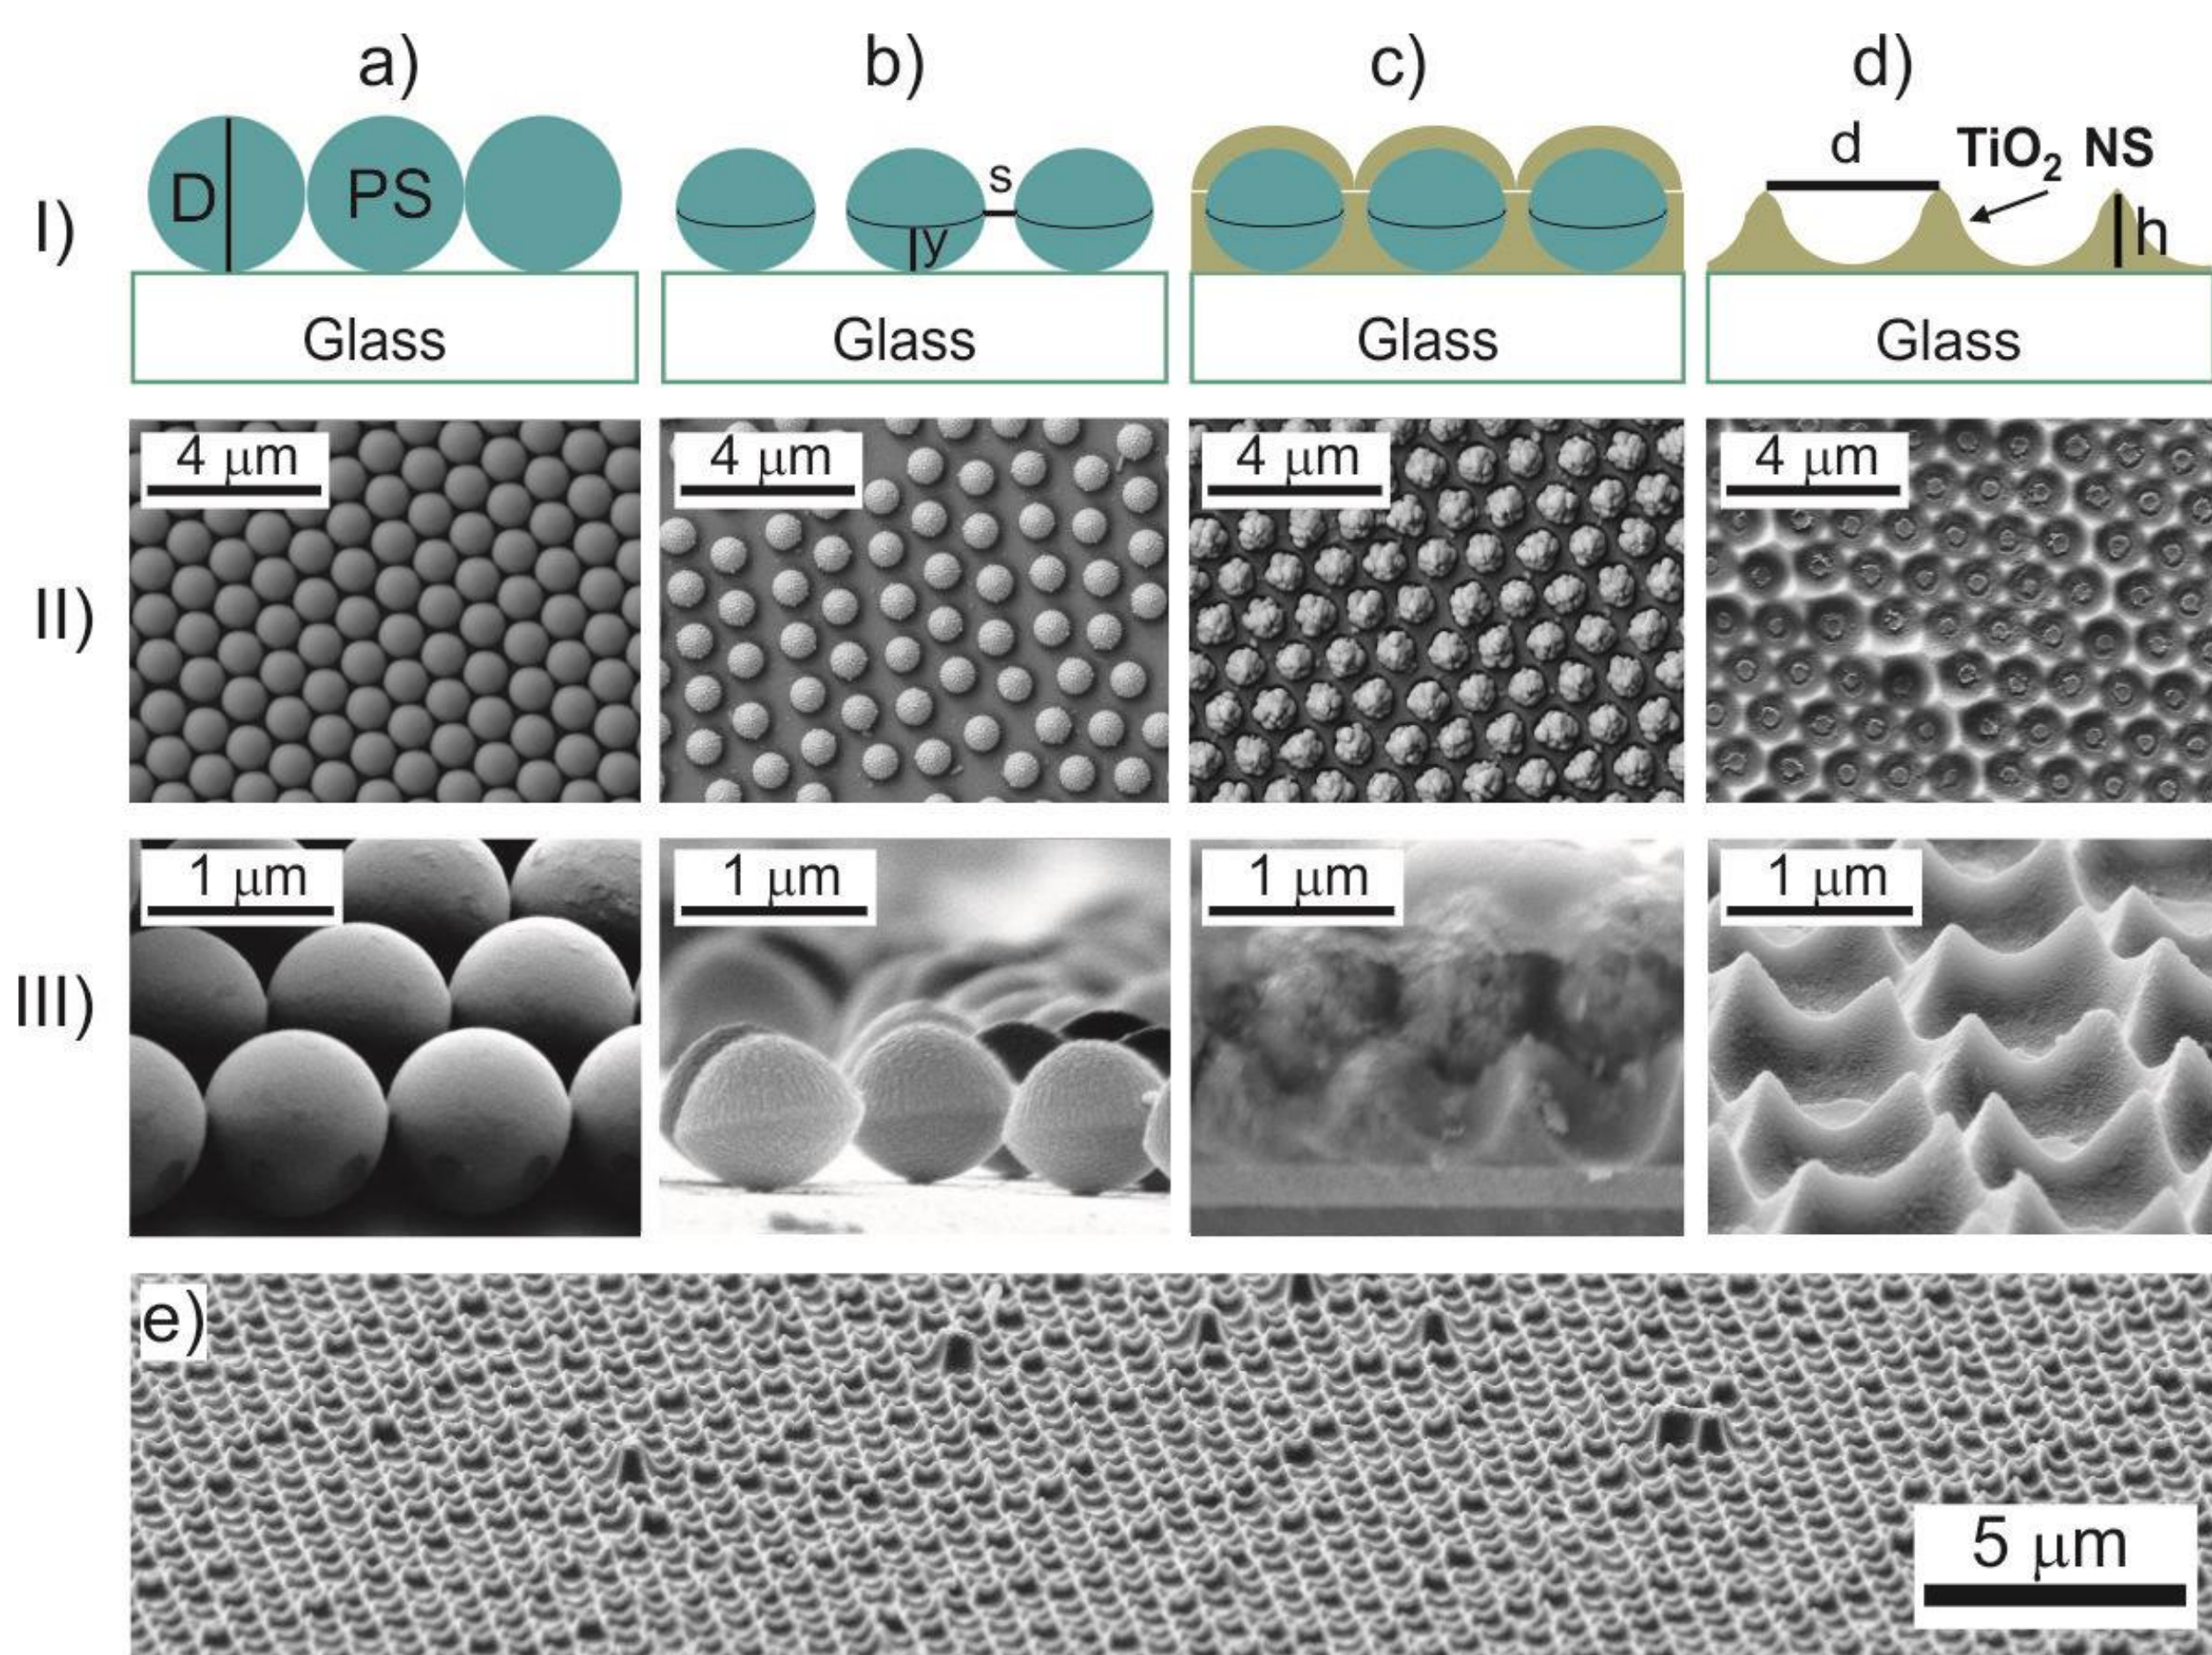 a) b) c) d)
I)
D PS
s
y
d TiO₂ NS
h
Glass Glass Glass Glass
II)
4 μm 4 μm 4 μm 4 μm
III)
1 μm 1 μm 1 μm 1 μm
e)
5 μm